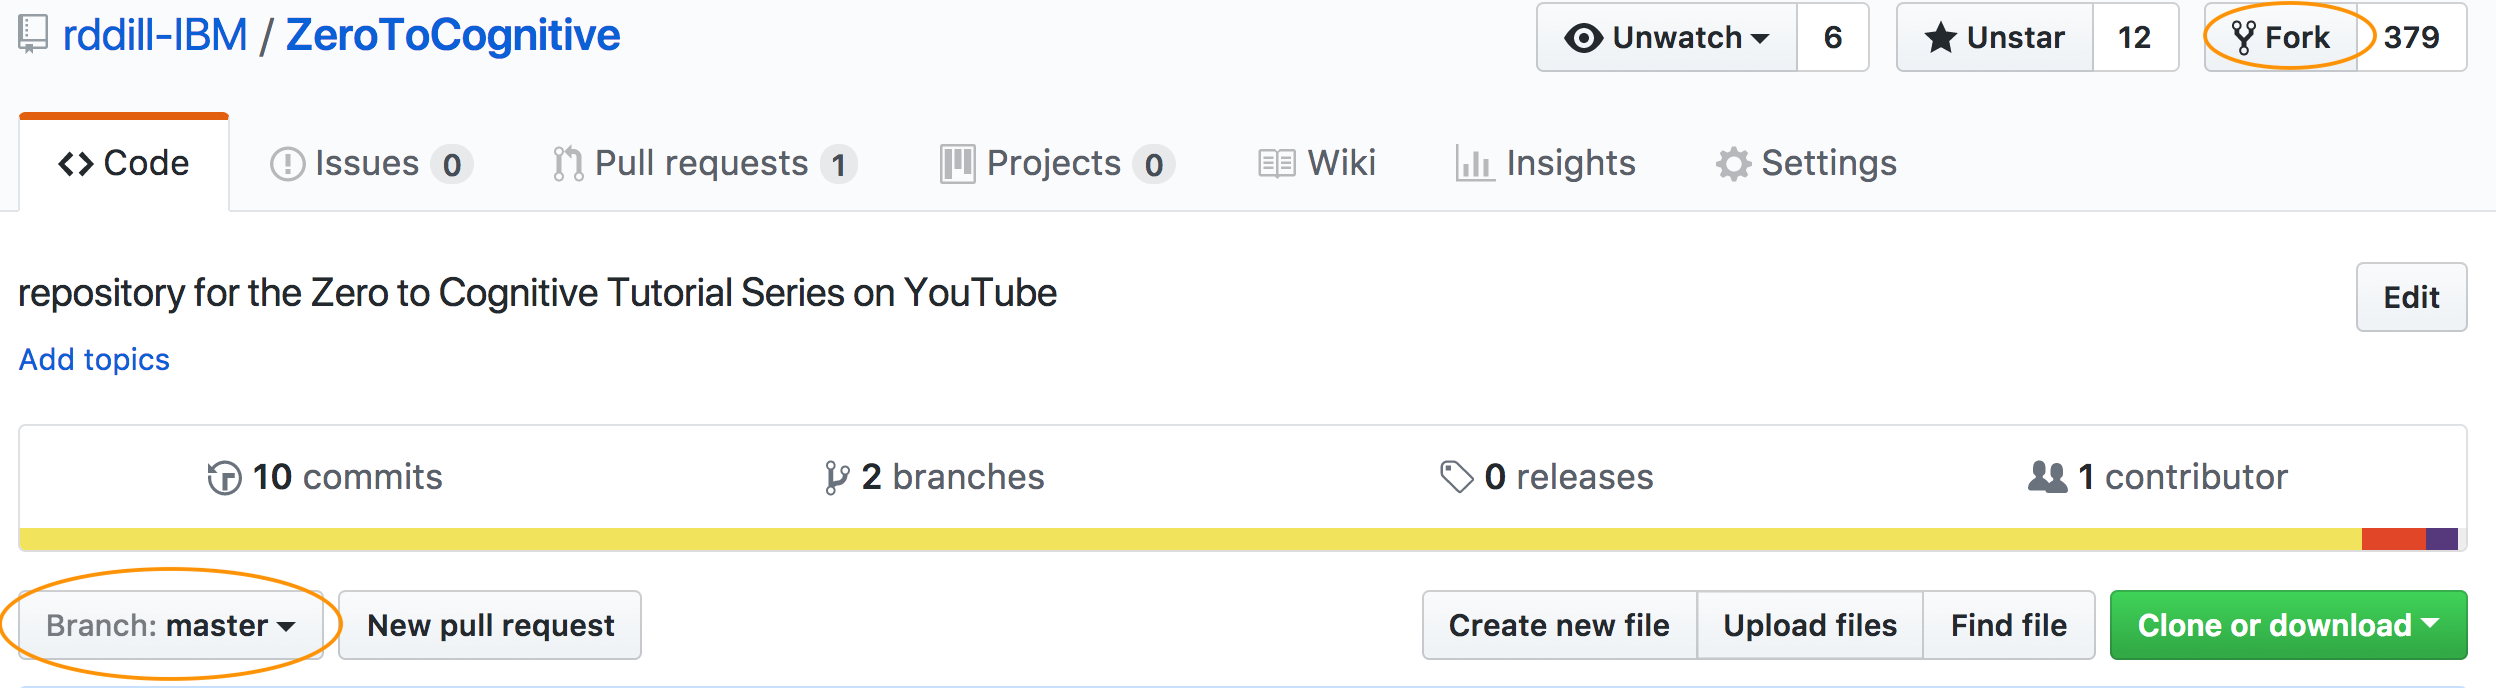 rddill-IBM / ZeroToCognitive Unwatch 6 Unstar 12 Fork 379
Code Issues 0 Pull requests 1 Projects 0 Wiki Insights Settings
repository for the Zero to Cognitive Tutorial Series on YouTube Edit
Add topics
10 commits 2 branches 0 releases 1 contributor
Branch: master New pull request Create new file Upload files Find file Clone or download